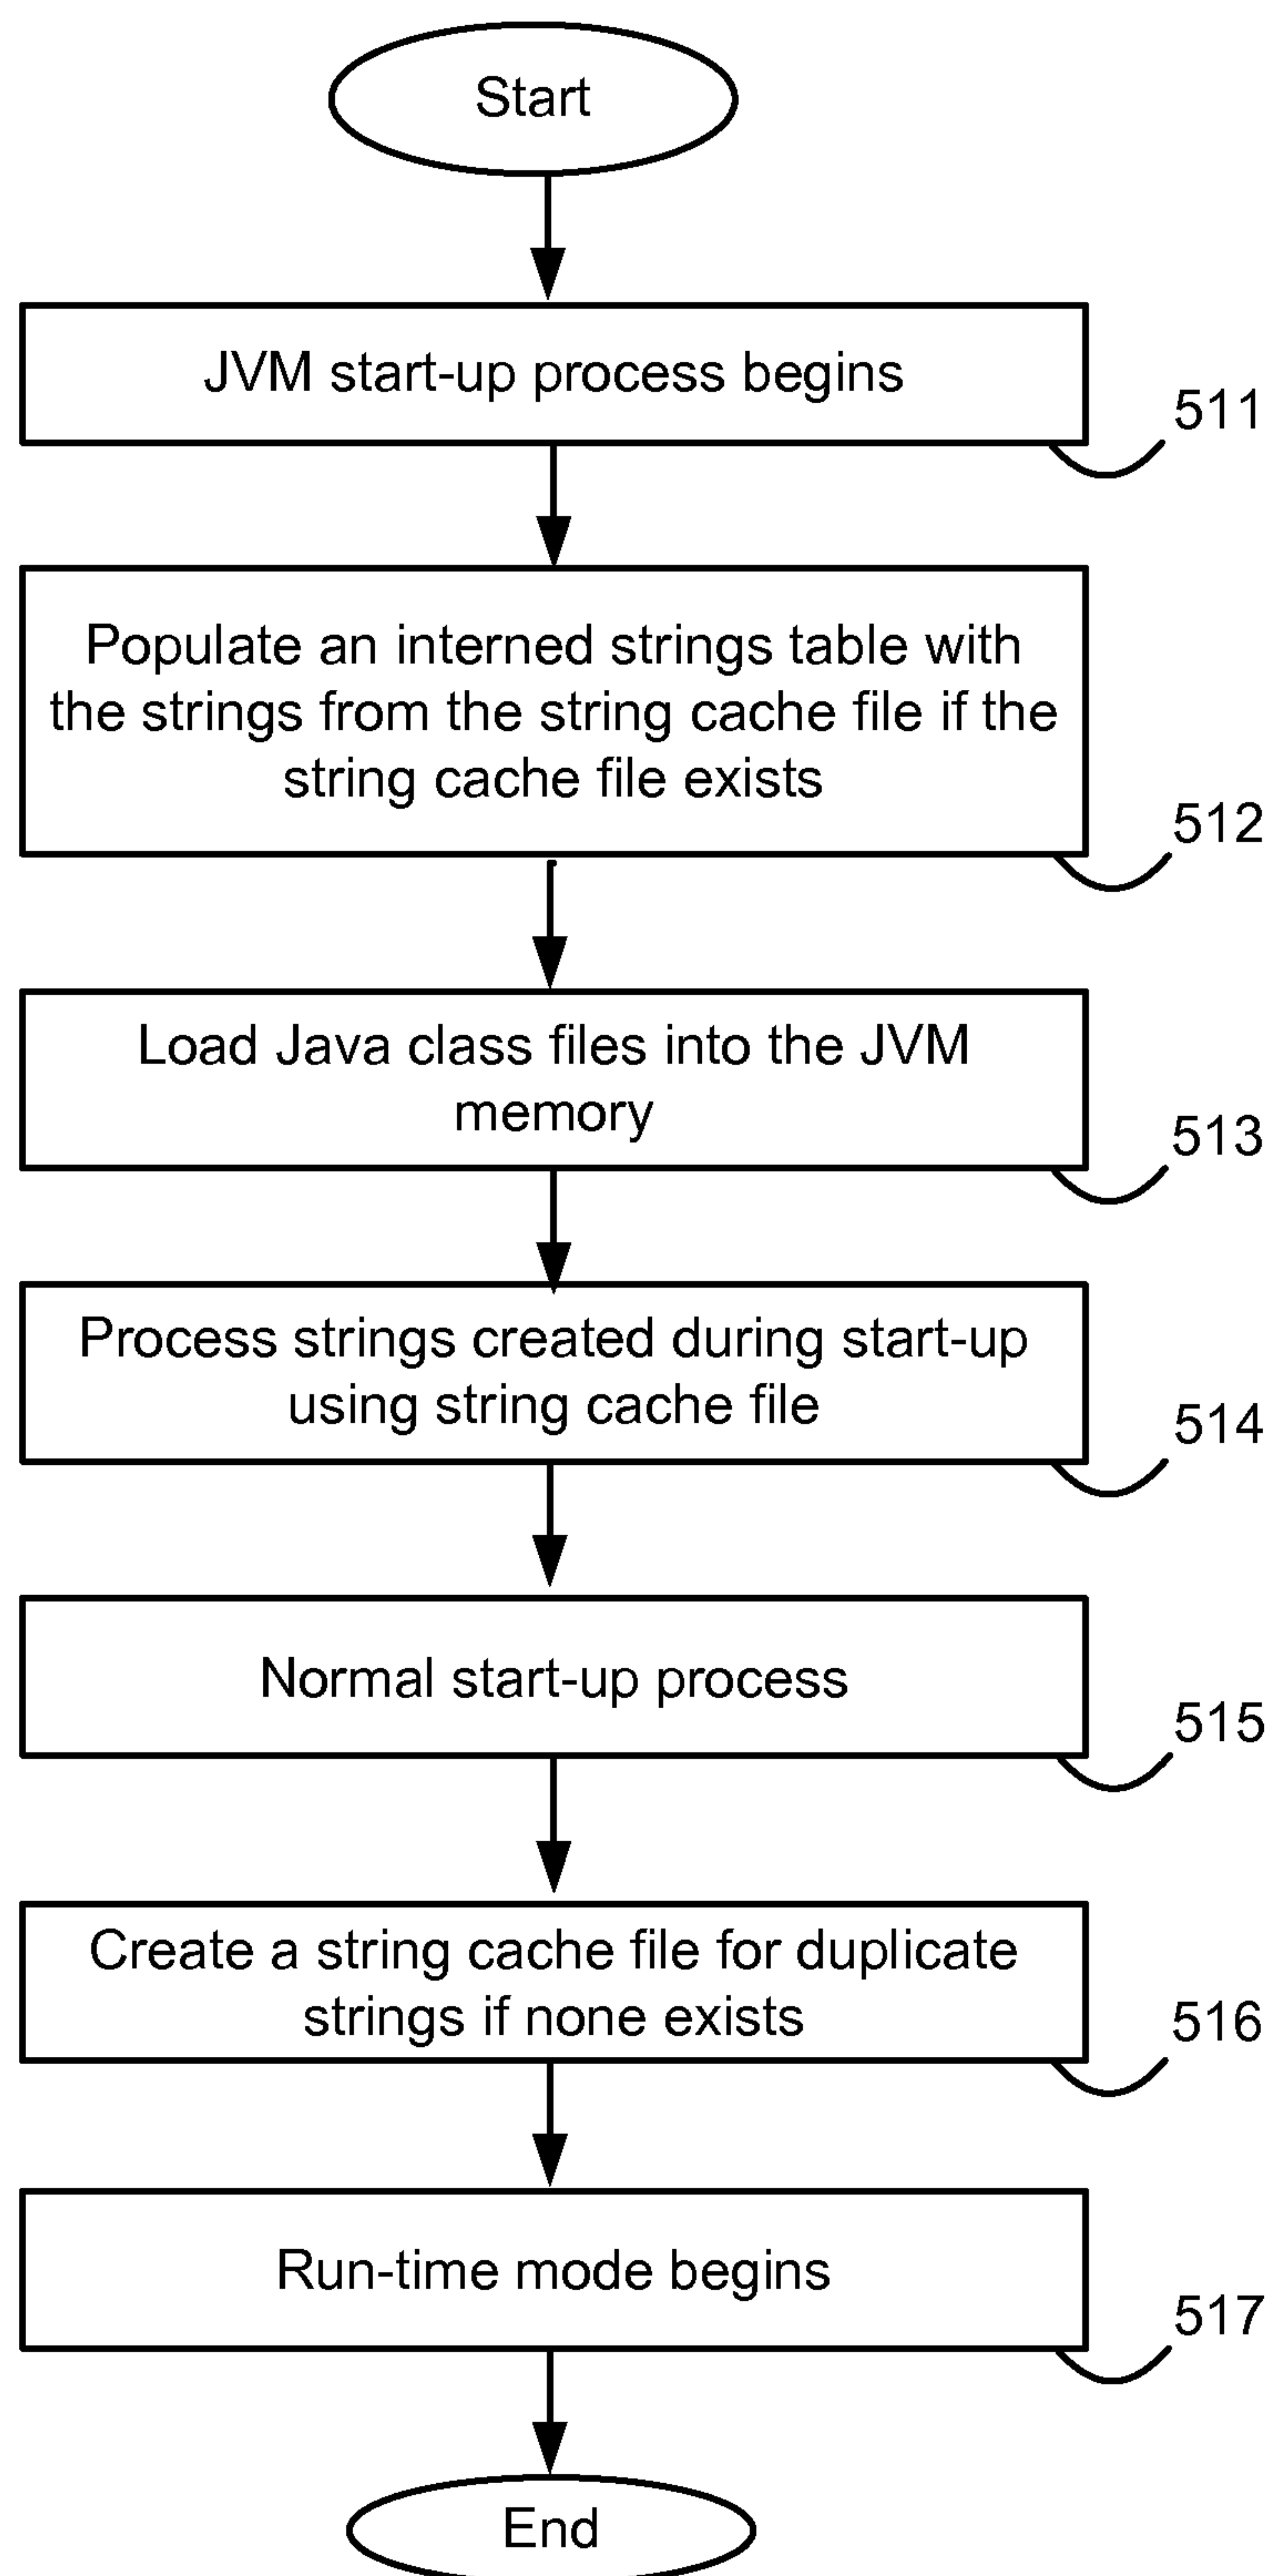 Start
JVM start-up process begins
511
Populate an interned strings table with
the strings from the string cache file if the
string cache file exists
512
Load Java class files into the JVM
memory
513
Process strings created during start-up
using string cache file
514
Normal start-up process
515
Create a string cache file for duplicate
strings if none exists
516
Run-time mode begins
517
End